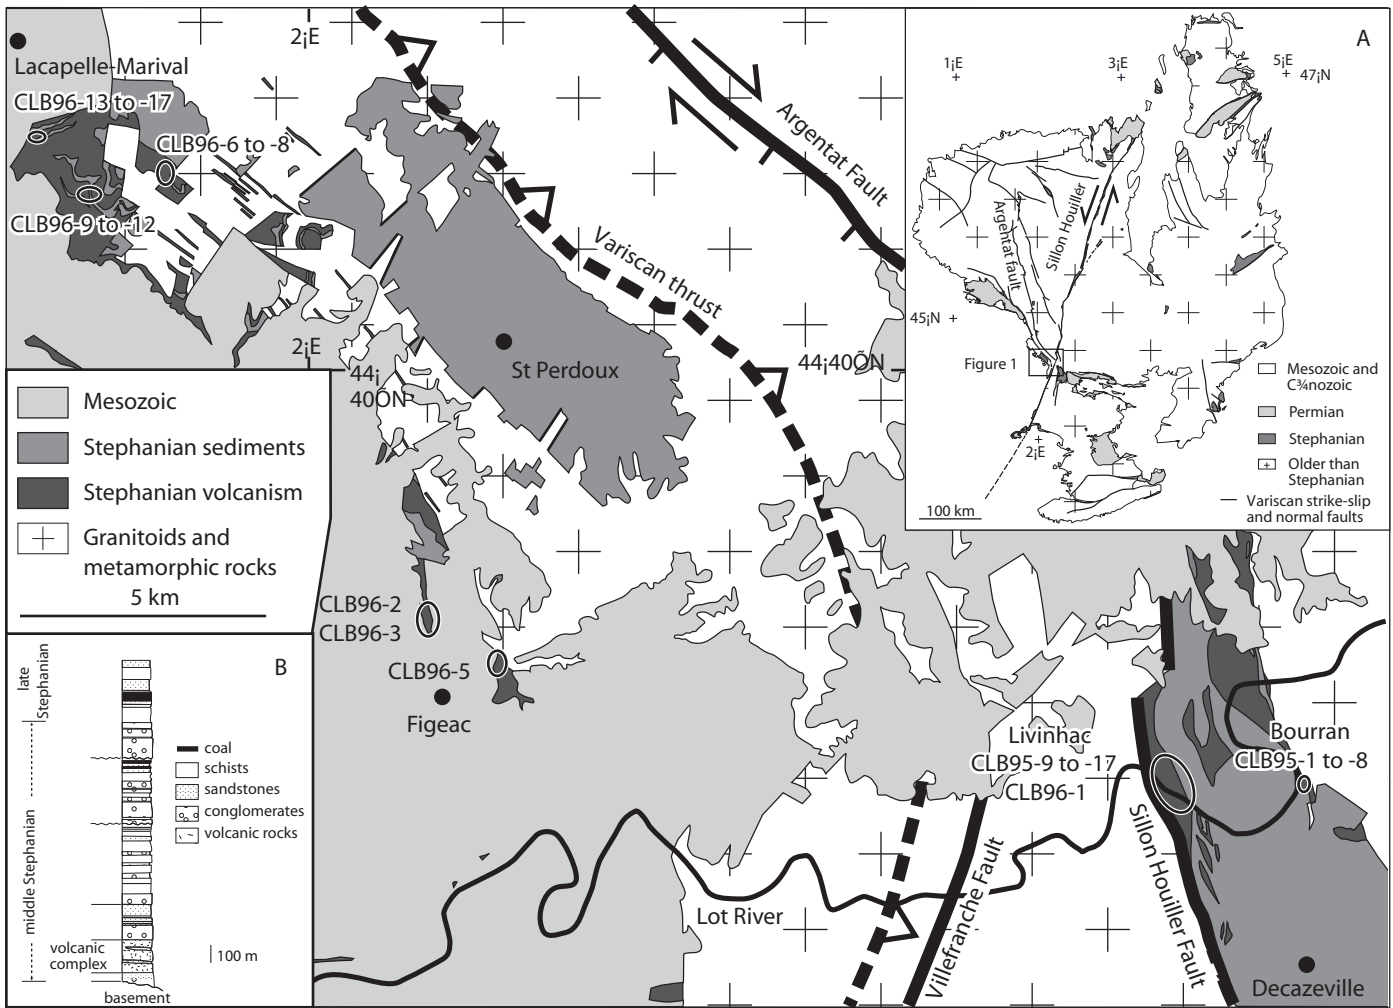 2¡E
Lacapelle-Marival
CLB96-13 to -17
CLB96-6 to -8
CLB96-9 to -12
Argentat Fault
Variscan thrust
2¡E
44¡
40ÕN
44¡40ÕN
St Perdoux
A
1¡E
3¡E
5¡E
47¡N
Argentat fault
Sillon Houiller
45¡N
Figure 1
2¡E
100 km
Mesozoic and
C¾nozoic
Permian
Stephanian
Older than
Stephanian
Variscan strike-slip
and normal faults
Mesozoic
Stephanian sediments
Stephanian volcanism
Granitoids and
metamorphic rocks
5 km
CLB96-2
CLB96-3
CLB96-5
Figeac
Livinhac
CLB95-9 to -17
CLB96-1
Bourran
CLB95-1 to -8
Lot River
Villefranche Fault
Sillon Houiller Fault
Decazeville
B
late
Stephanian
middle Stephanian
coal
schists
sandstones
conglomerates
volcanic rocks
volcanic
complex
100 m
basement